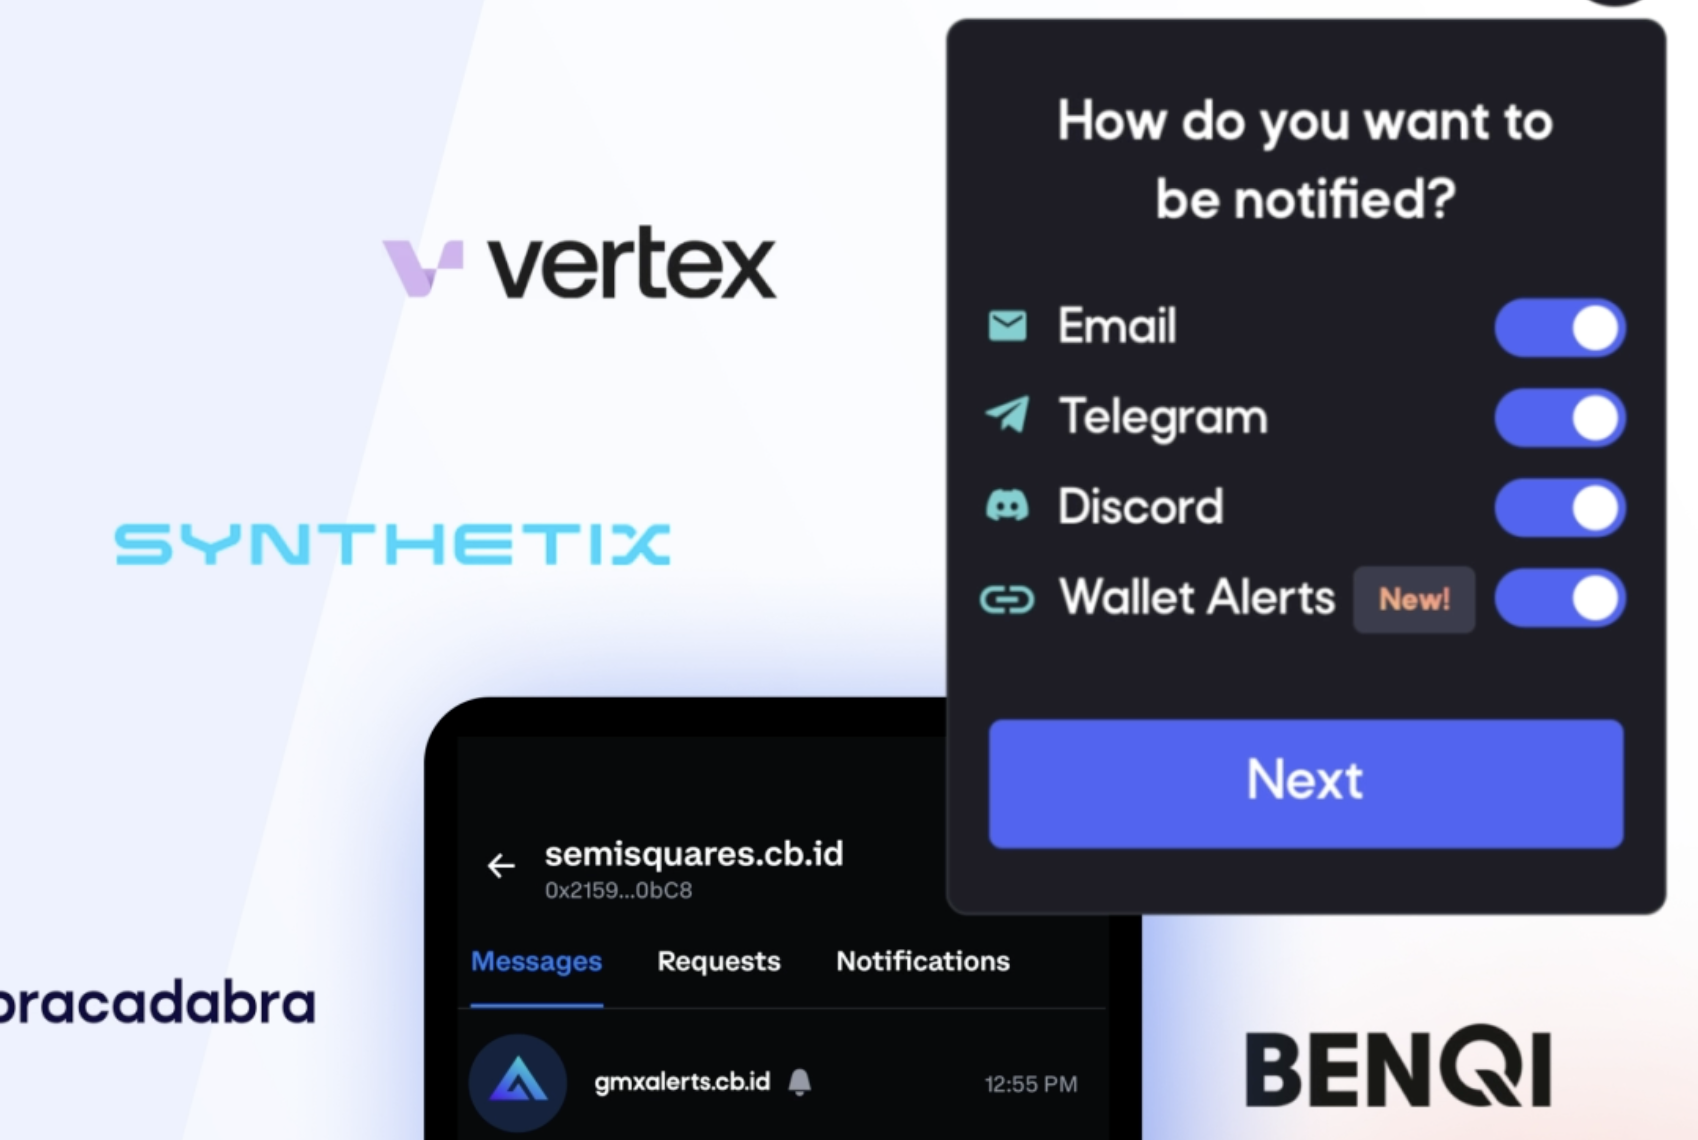 How do you want to
be notified?
vertex
Email
Telegram
Discord
SYNTHETIX
Wallet Alerts New!
Next
semisquares.cb.id
0x2159...0bC8
Messages Requests Notifications
bracadabra
gmxalerts.cb.id 12:55 PM
BENQI